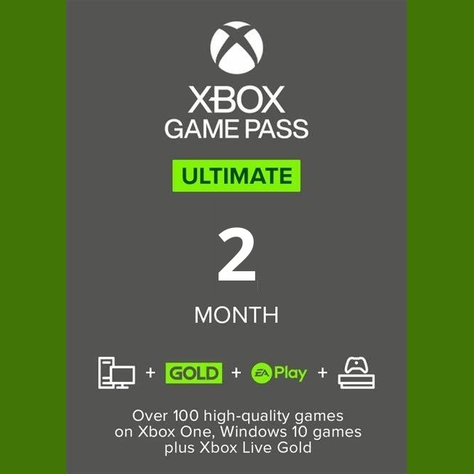 XBOX
GAME PASS
ULTIMATE
2
MONTH
+ GOLD + EA Play +
Over 100 high-quality games
on Xbox One, Windows 10 games
plus Xbox Live Gold